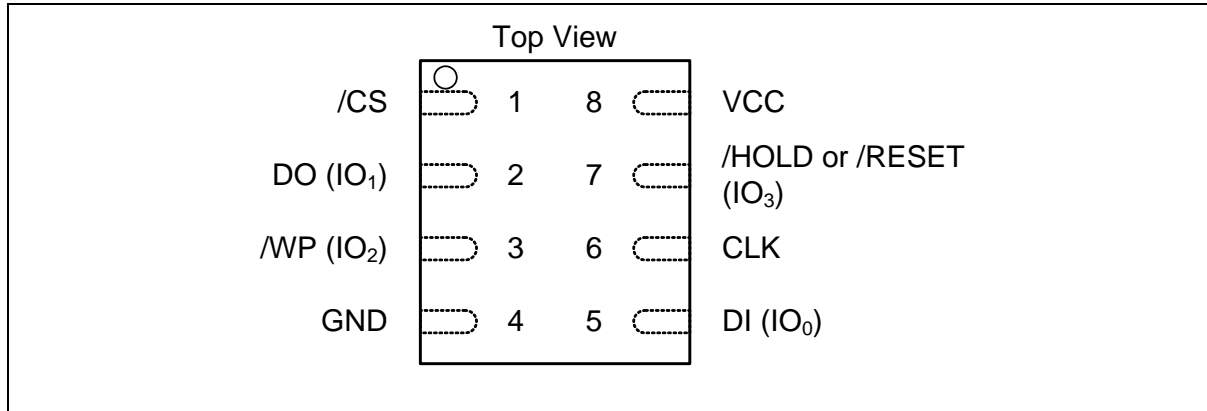 Top View
/CS 1 8 VCC
DO (IO₁) 2 7 /HOLD or /RESET
(IO₃)
/WP (IO₂) 3 6 CLK
GND 4 5 DI (IO₀)